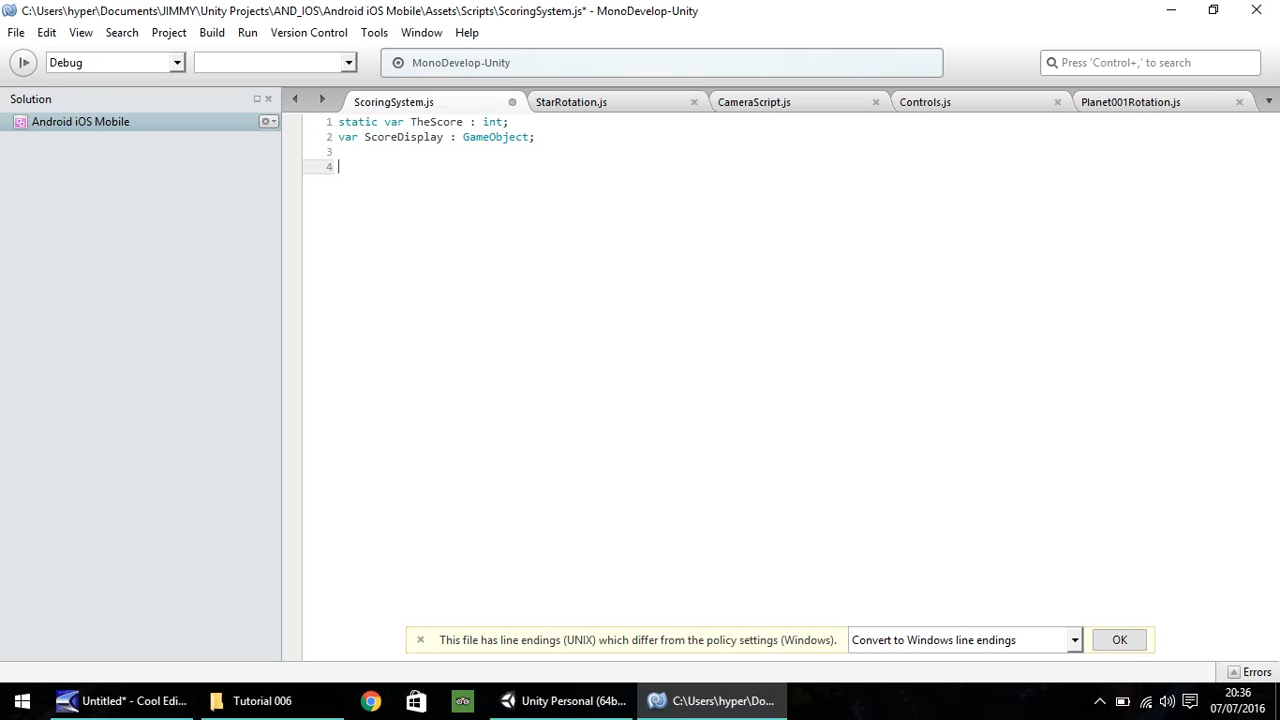 C:\Users\hyper\Documents\JIMMY\Unity Projects\AND_IOS\Android iOS Mobile\Assets\Scripts\ScoringSystem.js* - MonoDevelop-Unity
File Edit View Search Project Build Run Version Control Tools Window Help
Debug MonoDevelop-Unity Press 'Control+,' to search
Solution ScoringSystem.js StarRotation.js CameraScript.js Controls.js Planet001Rotation.js
Android iOS Mobile
1 static var TheScore : int;
2 var ScoreDisplay : GameObject;
3
4
This file has line endings (UNIX) which differ from the policy settings (Windows). Convert to Windows line endings OK
Errors
Untitled* - Cool Edi... Tutorial 006 Unity Personal (64b... C:\Users\hyper\Do... 20:36
07/07/2016